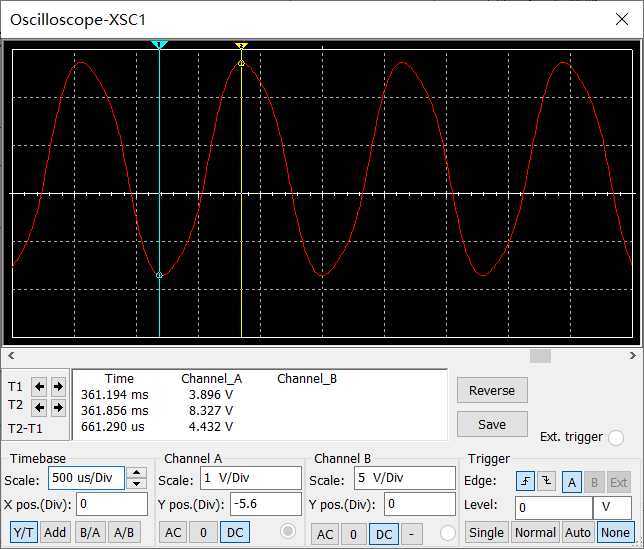 Oscilloscope-XSC1
1
2
T1
T2
T2-T1
Time Channel_A Channel_B
361.194 ms 3.896 V
361.856 ms 8.327 V
661.290 us 4.432 V
Reverse
Save
Ext. trigger
Timebase
Scale: 500 us/Div
X pos.(Div): 0
Y/T Add B/A A/B
Channel A
Scale: 1 V/Div
Y pos.(Div): -5.6
AC 0 DC
Channel B
Scale: 5 V/Div
Y pos.(Div): 0
AC 0 DC -
Trigger
Edge: A B Ext
Level: 0 V
Single Normal Auto None